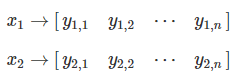 x₁ → [ y₁,₁ y₁,₂ ⋯ y₁,ₙ ]
x₂ → [ y₂,₁ y₂,₂ ⋯ y₂,ₙ ]